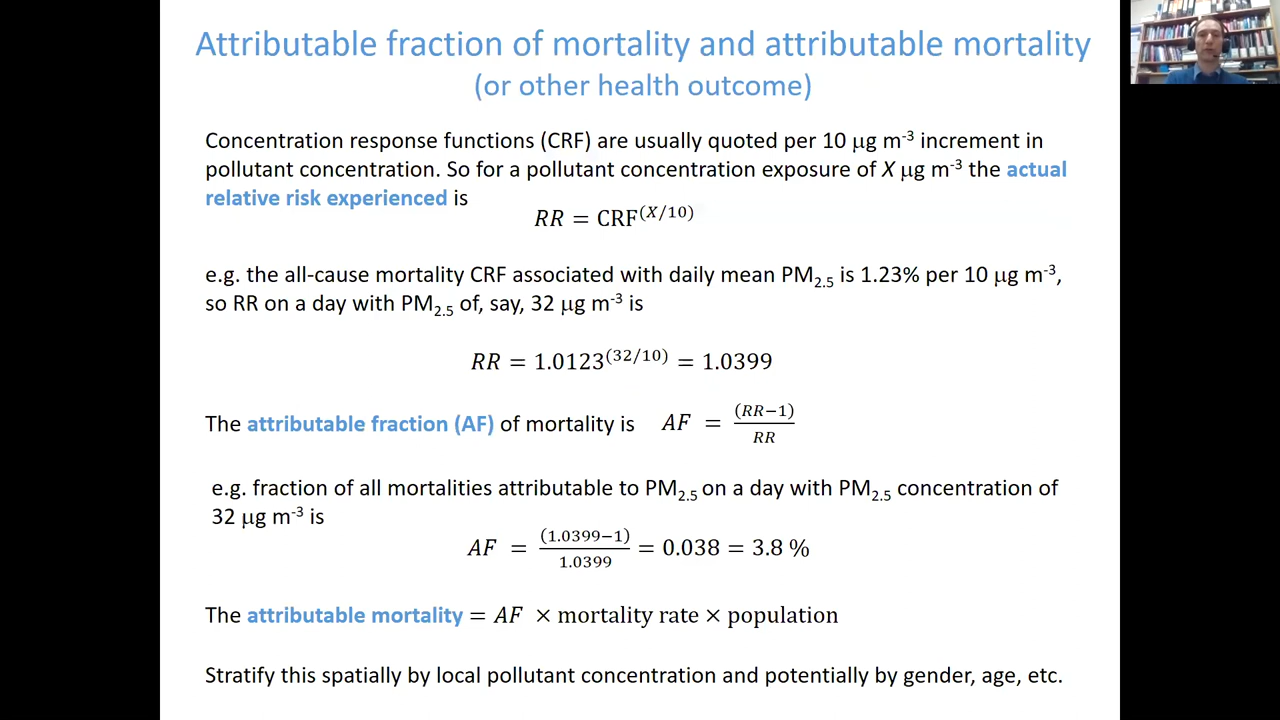 Attributable fraction of mortality and attributable mortality
(or other health outcome)
Concentration response functions (CRF) are usually quoted per 10 μg m⁻³ increment in
pollutant concentration. So for a pollutant concentration exposure of X μg m⁻³ the actual
relative risk experienced is
RR = CRF^(X/10)
e.g. the all-cause mortality CRF associated with daily mean PM₂.₅ is 1.23% per 10 μg m⁻³,
so RR on a day with PM₂.₅ of, say, 32 μg m⁻³ is
RR = 1.0123^(32/10) = 1.0399
The attributable fraction (AF) of mortality is AF = (RR−1)/RR
e.g. fraction of all mortalities attributable to PM₂.₅ on a day with PM₂.₅ concentration of
32 μg m⁻³ is
AF = (1.0399−1)/1.0399 = 0.038 = 3.8 %
The attributable mortality = AF × mortality rate × population
Stratify this spatially by local pollutant concentration and potentially by gender, age, etc.